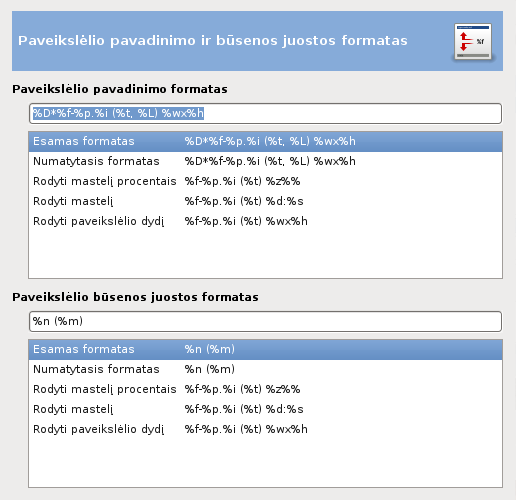 Paveikslėlio pavadinimo ir būsenos juostos formatas
%f
Paveikslėlio pavadinimo formatas
%D*%f-%p.%i (%t, %L) %wx%h
Esamas formatas %D*%f-%p.%i (%t, %L) %wx%h
Numatytasis formatas %D*%f-%p.%i (%t, %L) %wx%h
Rodyti mastelį procentais %f-%p.%i (%t) %z%%
Rodyti mastelį %f-%p.%i (%t) %d:%s
Rodyti paveikslėlio dydį %f-%p.%i (%t) %wx%h
Paveikslėlio būsenos juostos formatas
%n (%m)
Esamas formatas %n (%m)
Numatytasis formatas %n (%m)
Rodyti mastelį procentais %f-%p.%i (%t) %z%%
Rodyti mastelį %f-%p.%i (%t) %d:%s
Rodyti paveikslėlio dydį %f-%p.%i (%t) %wx%h